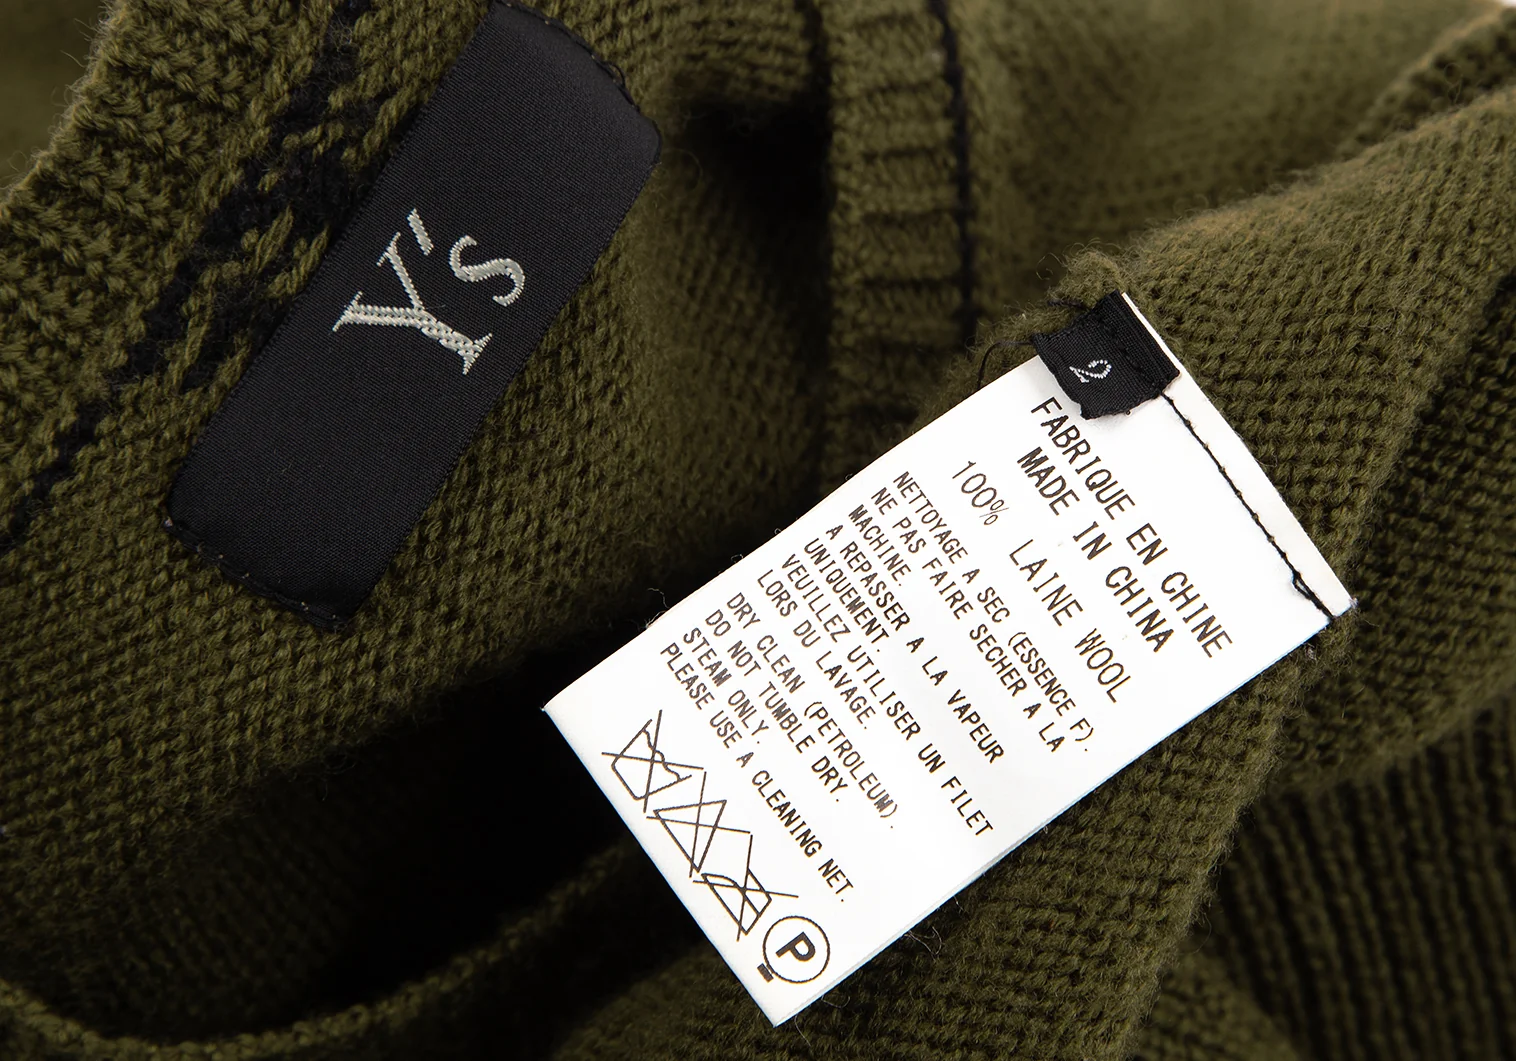 Y's
2
FABRIQUE EN CHINE
MADE IN CHINA
100% LAINE WOOL
NETTOYAGE A SEC (ESSENCE F).
NE PAS FAIRE SECHER A LA
MACHINE.
A REPASSER A LA VAPEUR
UNIQUEMENT.
VEUILLEZ UTILISER UN FILET
LORS DU LAVAGE.
DRY CLEAN (PETROLEUM).
DO NOT TUMBLE DRY.
STEAM ONLY.
PLEASE USE A CLEANING NET.
P